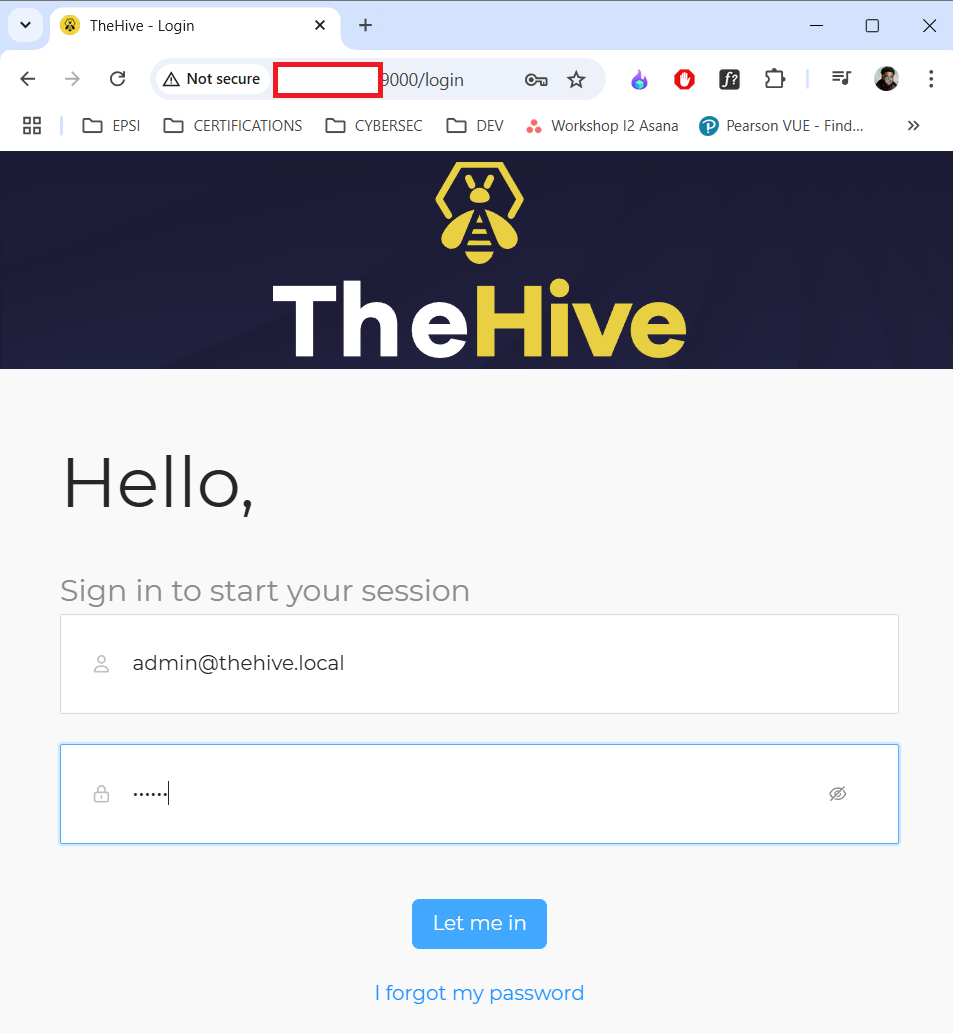 TheHive - Login
Not secure 9000/login
EPSI CERTIFICATIONS CYBERSEC DEV Workshop I2 Asana Pearson VUE - Find...
TheHive
Hello,
Sign in to start your session
admin@thehive.local
Let me in
I forgot my password